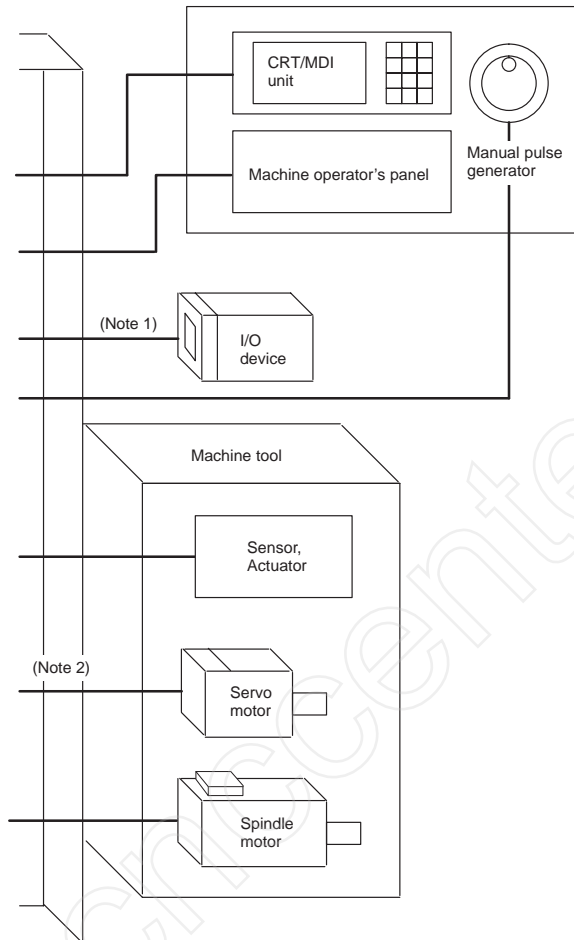 CRT/MDI
unit
Manual pulse
generator
Machine operator's panel
(Note 1)
I/O
device
Machine tool
Sensor,
Actuator
(Note 2)
Servo
motor
Spindle
motor